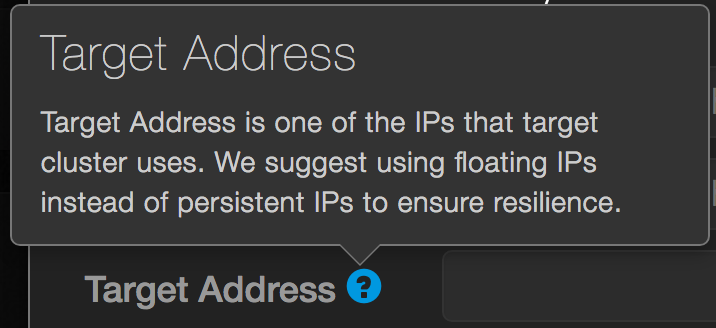 Target Address
Target Address is one of the IPs that target
cluster uses. We suggest using floating IPs
instead of persistent IPs to ensure resilience.
Target Address ?